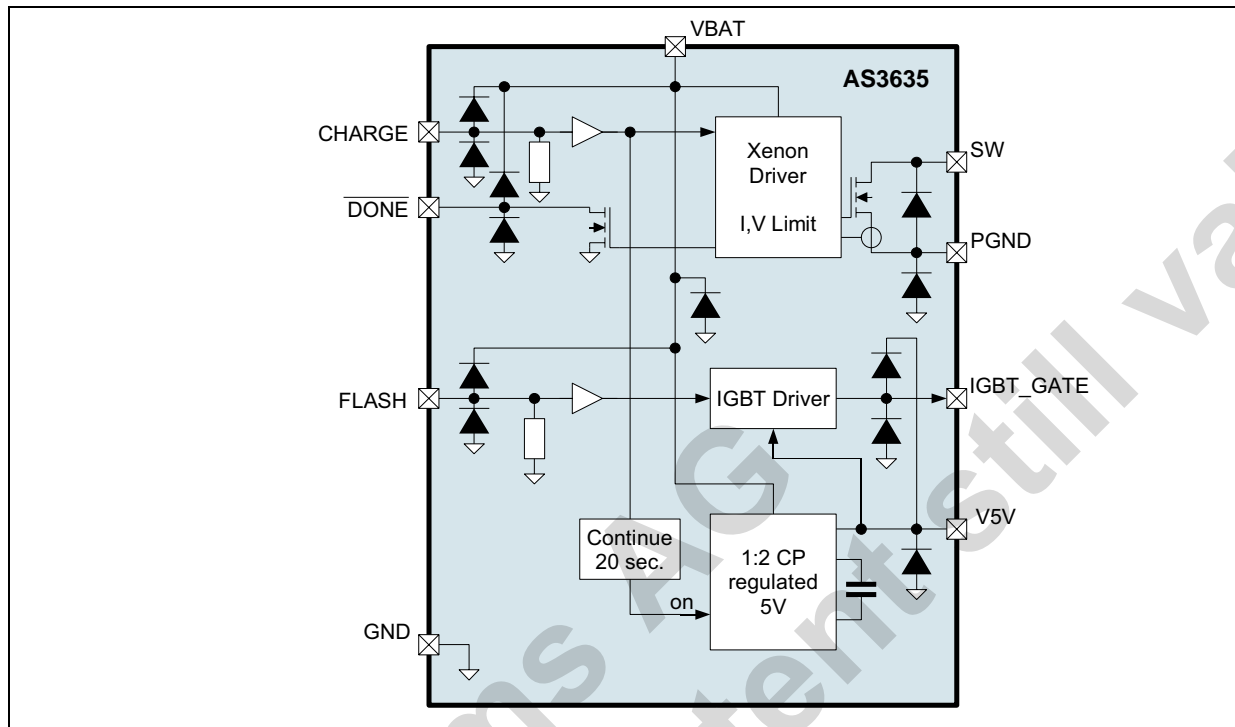 VBAT
AS3635
CHARGE
Xenon
Driver
I,V Limit
SW
DONE
PGND
FLASH
IGBT Driver
IGBT_GATE
V5V
Continue
20 sec.
1:2 CP
regulated
5V
on
GND